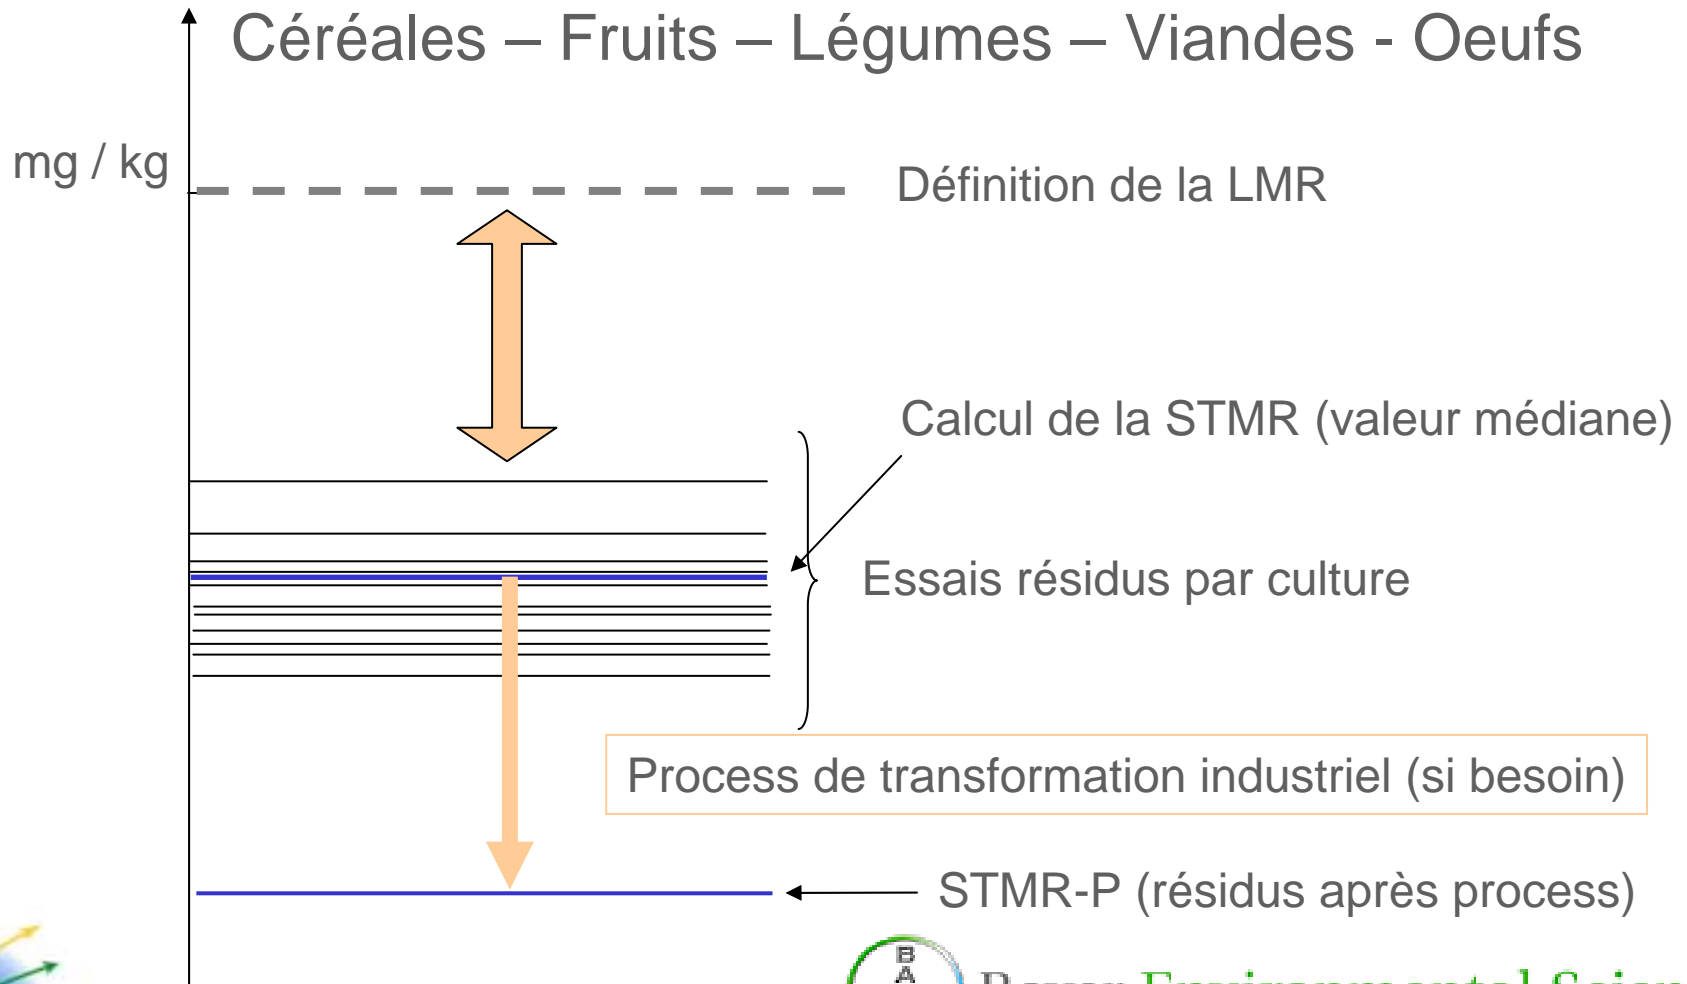 Céréales – Fruits – Légumes – Viandes - Oeufs
mg / kg
Définition de la LMR
Calcul de la STMR (valeur médiane)
Essais résidus par culture
Process de transformation industriel (si besoin)
STMR-P (résidus après process)
B
A